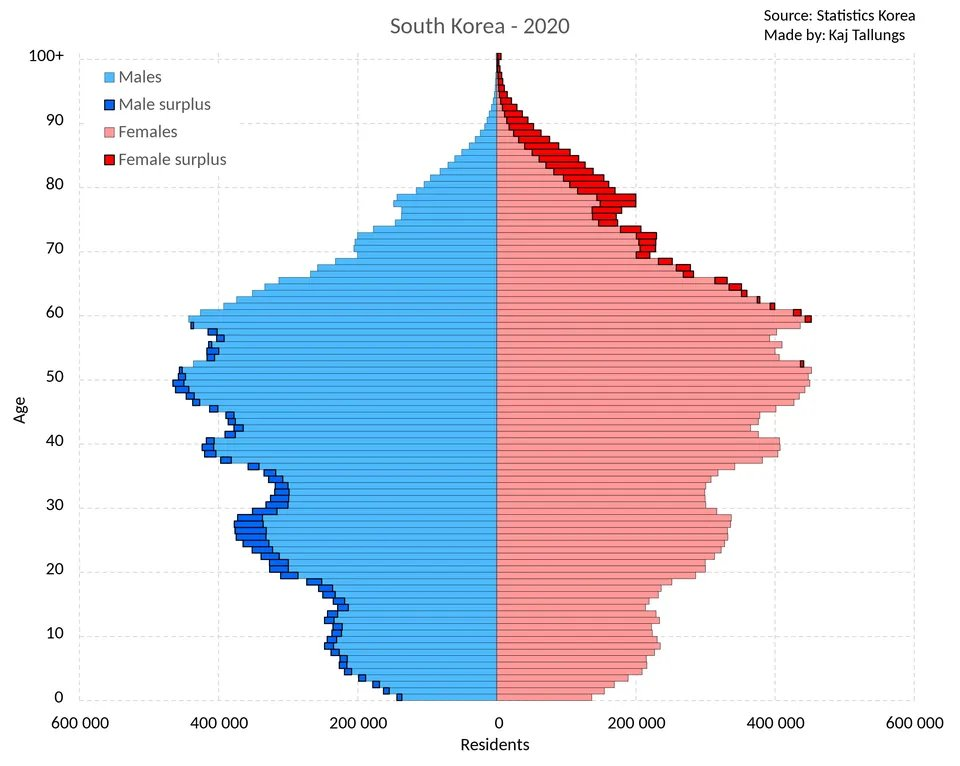 South Korea - 2020
Source: Statistics Korea
Made by: Kaj Tallungs
Males
Male surplus
Females
Female surplus
100+
90
80
70
60
50
40
30
20
10
0
Age
600 000 400 000 200 000 0 200 000 400 000 600 000
Residents